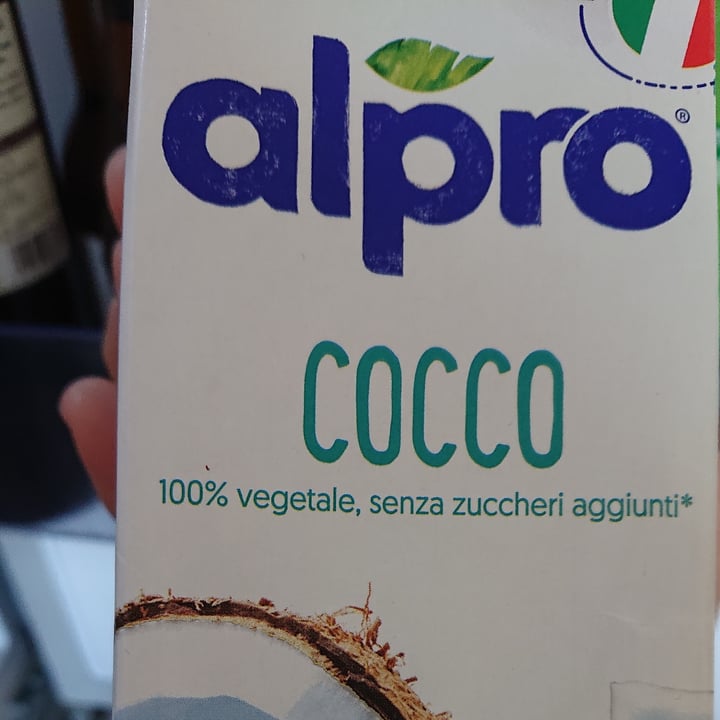 alpro®
COCCO
100% vegetale, senza zuccheri aggiunti*